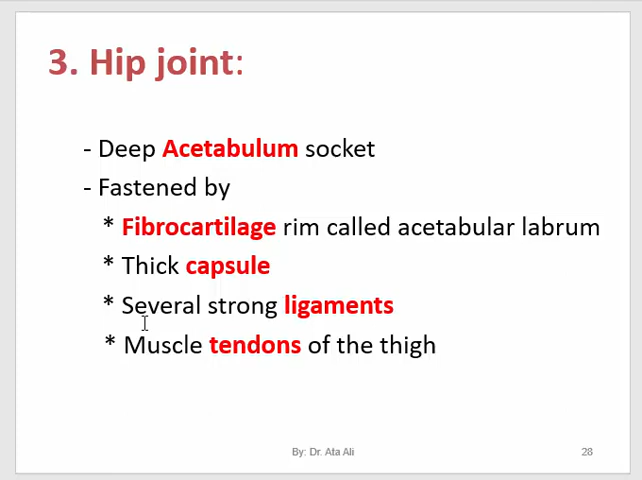 3. Hip joint:
- Deep Acetabulum socket
- Fastened by
* Fibrocartilage rim called acetabular labrum
* Thick capsule
* Several strong ligaments
* Muscle tendons of the thigh
By: Dr. Ata Ali
28